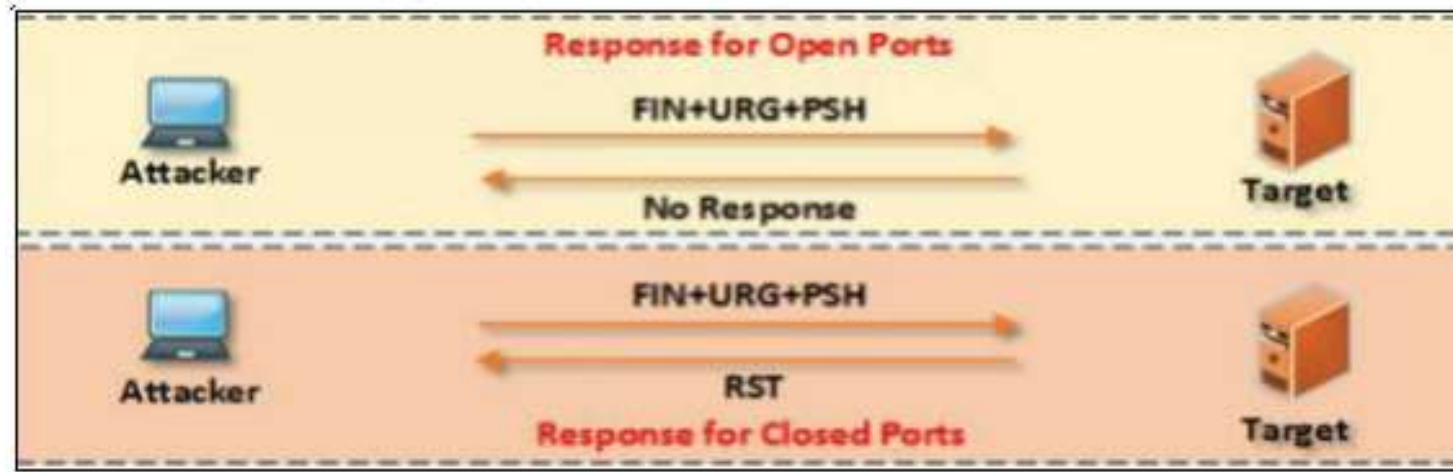 Response for Open Ports
FIN+URG+PSH
Attacker
Target
No Response
FIN+URG+PSH
Attacker
Target
RST
Response for Closed Ports